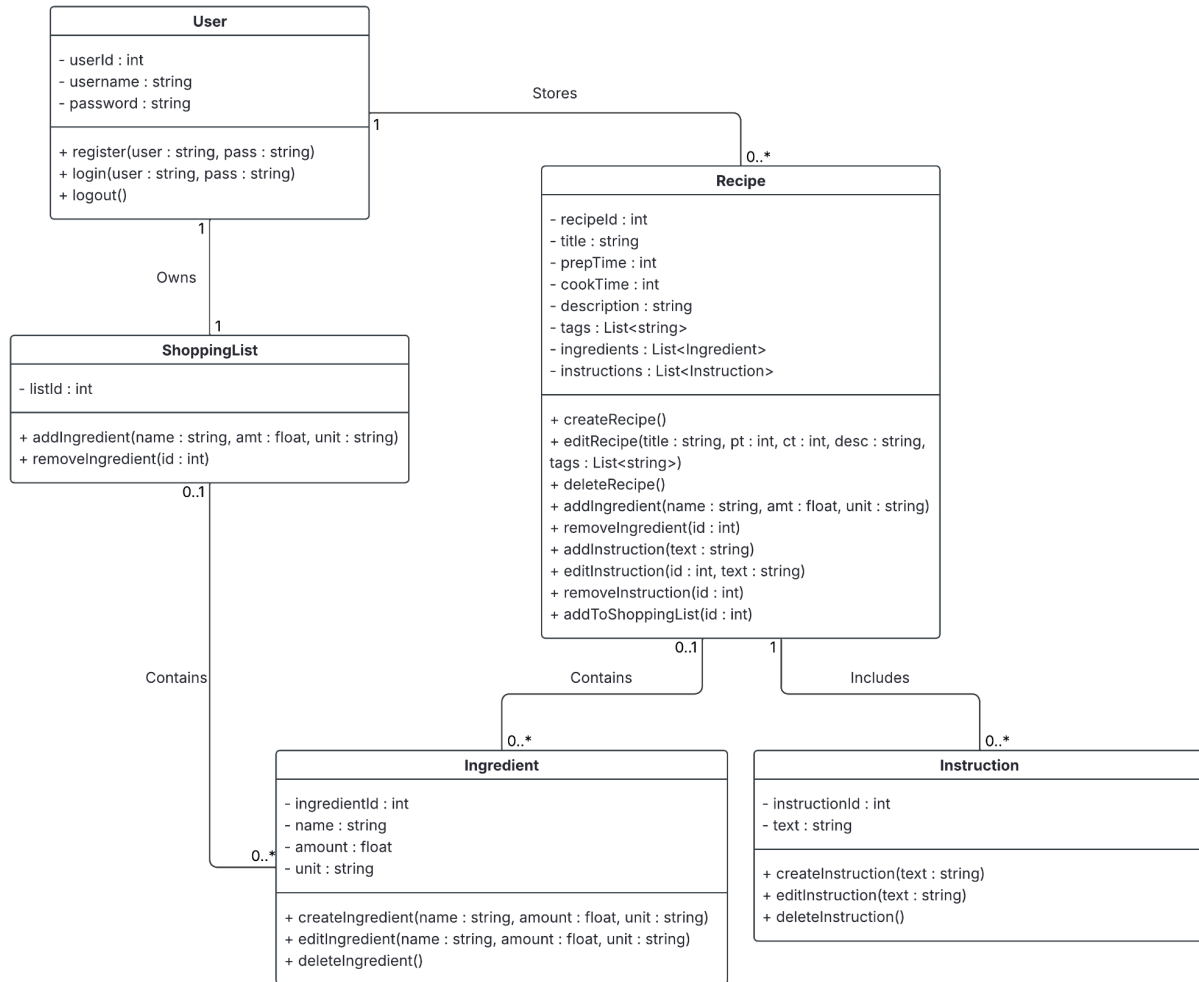 User
- userId : int
- username : string
- password : string
+ register(user : string, pass : string)
+ login(user : string, pass : string)
+ logout()
Stores
1
0..*
1
Owns
1
ShoppingList
- listId : int
+ addIngredient(name : string, amt : float, unit : string)
+ removeIngredient(id : int)
0..1
Contains
0..*
Recipe
- recipeId : int
- title : string
- prepTime : int
- cookTime : int
- description : string
- tags : List<string>
- ingredients : List<Ingredient>
- instructions : List<Instruction>
+ createRecipe()
+ editRecipe(title : string, pt : int, ct : int, desc : string,
tags : List<string>)
+ deleteRecipe()
+ addIngredient(name : string, amt : float, unit : string)
+ removeIngredient(id : int)
+ addInstruction(text : string)
+ editInstruction(id : int, text : string)
+ removeInstruction(id : int)
+ addToShoppingList(id : int)
0..1
Contains
0..*
1
Includes
0..*
Ingredient
- ingredientId : int
- name : string
- amount : float
- unit : string
+ createIngredient(name : string, amount : float, unit : string)
+ editIngredient(name : string, amount : float, unit : string)
+ deleteIngredient()
Instruction
- instructionId : int
- text : string
+ createInstruction(text : string)
+ editInstruction(text : string)
+ deleteInstruction()